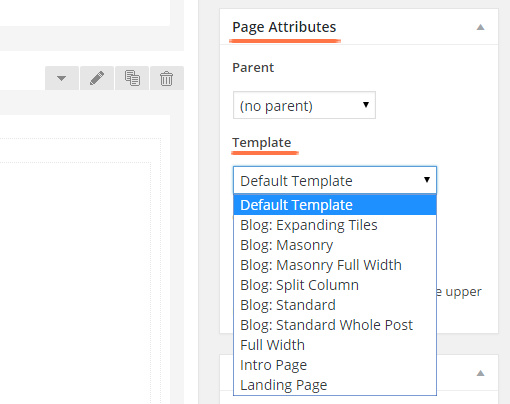 Page Attributes
Parent
(no parent)
Template
Default Template
Default Template
Blog: Expanding Tiles
Blog: Masonry
Blog: Masonry Full Width
Blog: Split Column
e upper
Blog: Standard
Blog: Standard Whole Post
Full Width
Intro Page
Landing Page